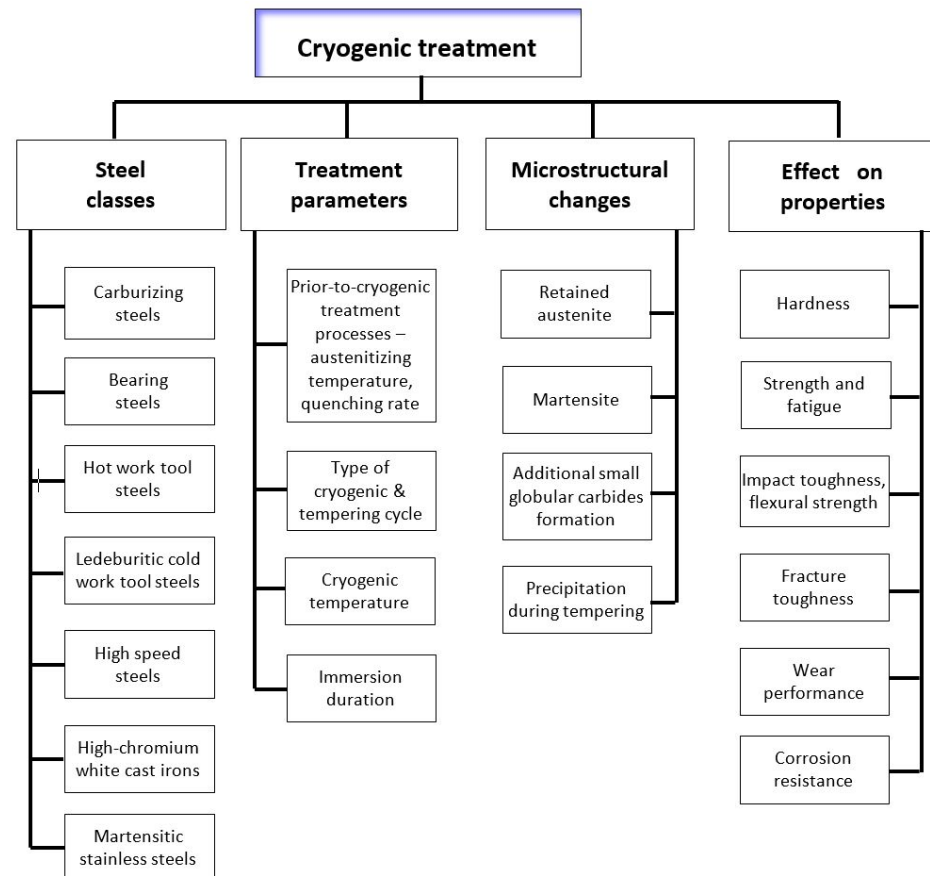 Cryogenic treatment
Steel
classes
Carburizing
steels
Bearing
steels
Hot work tool
steels
Ledeburitic cold
work tool steels
High speed
steels
High-chromium
white cast irons
Martensitic
stainless steels
Treatment
parameters
Prior-to-cryogenic
treatment
processes –
austenitizing
temperature,
quenching rate
Type of
cryogenic &
tempering cycle
Cryogenic
temperature
Immersion
duration
Microstructural
changes
Retained
austenite
Martensite
Additional small
globular carbides
formation
Precipitation
during tempering
Effect on
properties
Hardness
Strength and
fatigue
Impact toughness,
flexural strength
Fracture
toughness
Wear
performance
Corrosion
resistance